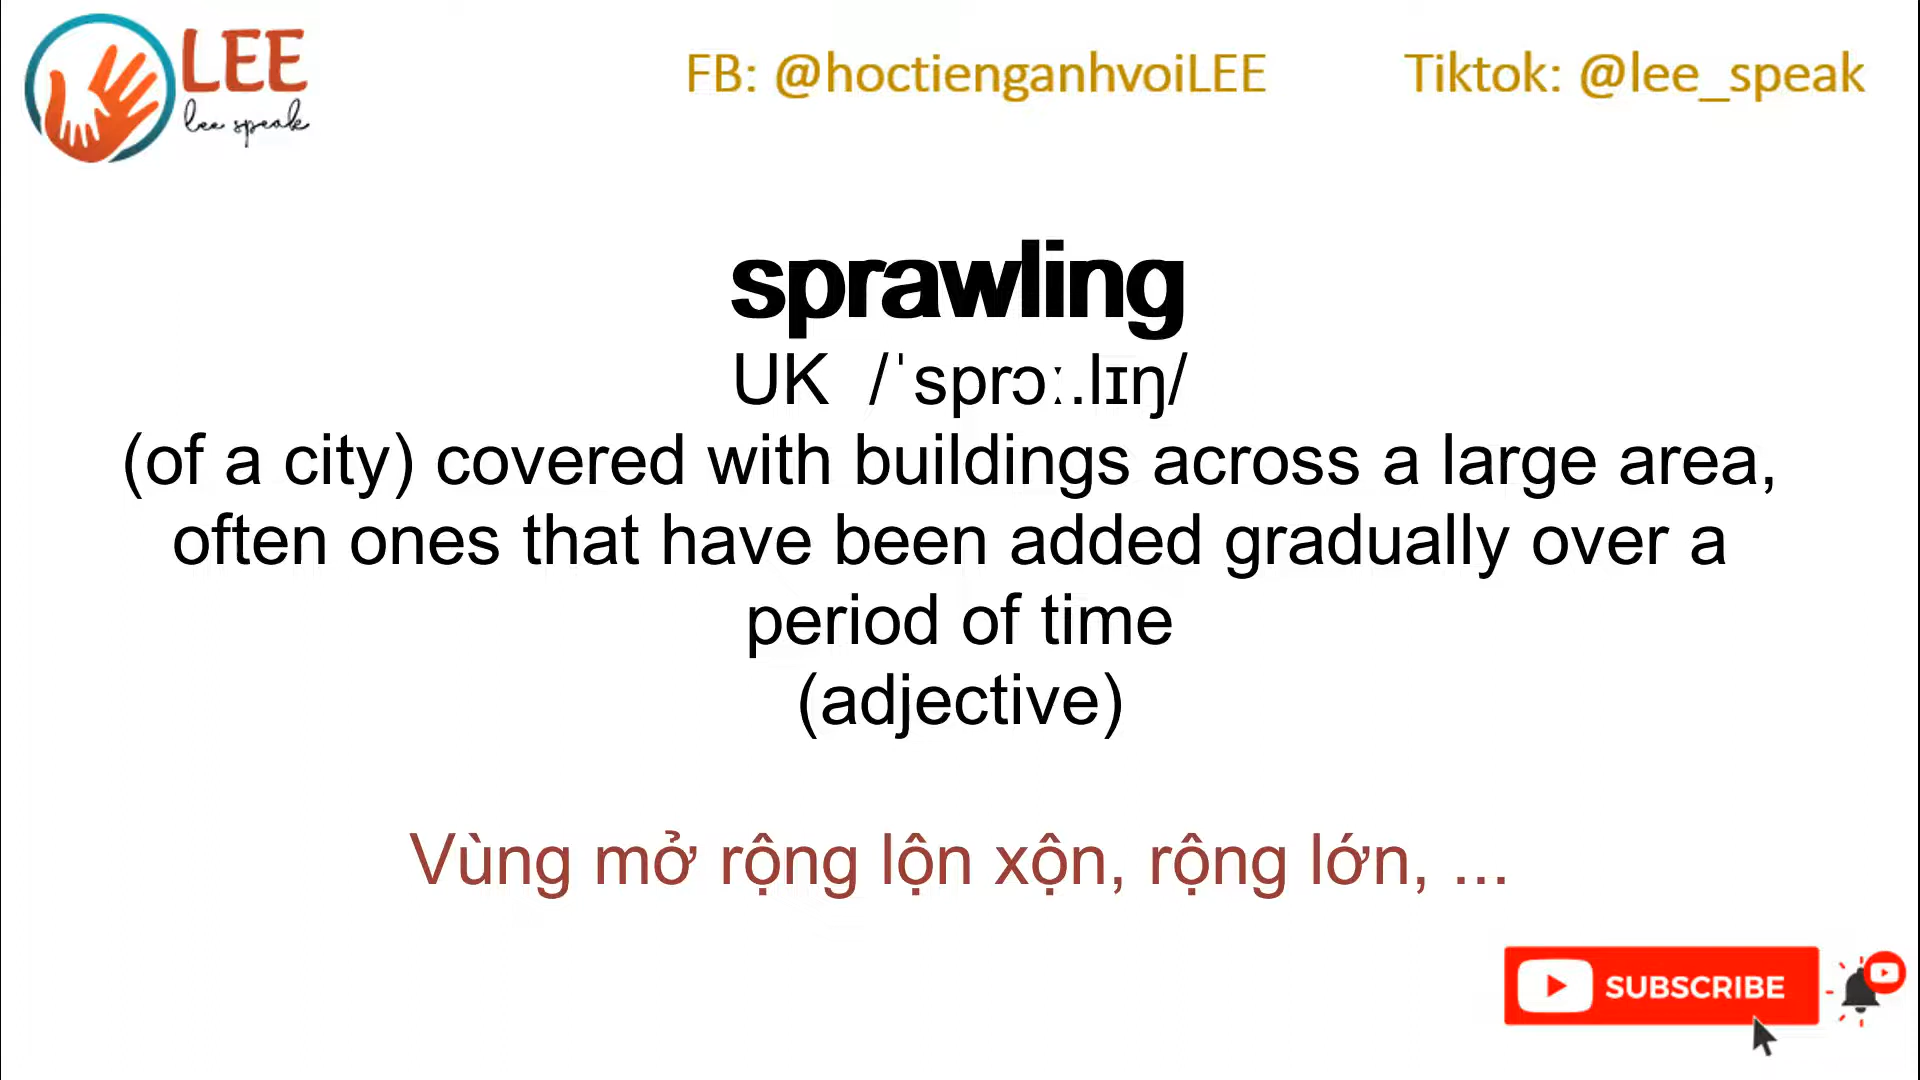 LEE
lee speak
FB: @hoctienganhvoiLEE
Tiktok: @lee_speak
sprawling
UK /ˈsprɔː.lɪŋ/
(of a city) covered with buildings across a large area,
often ones that have been added gradually over a
period of time
(adjective)
Vùng mở rộng lộn xộn, rộng lớn, ...
SUBSCRIBE